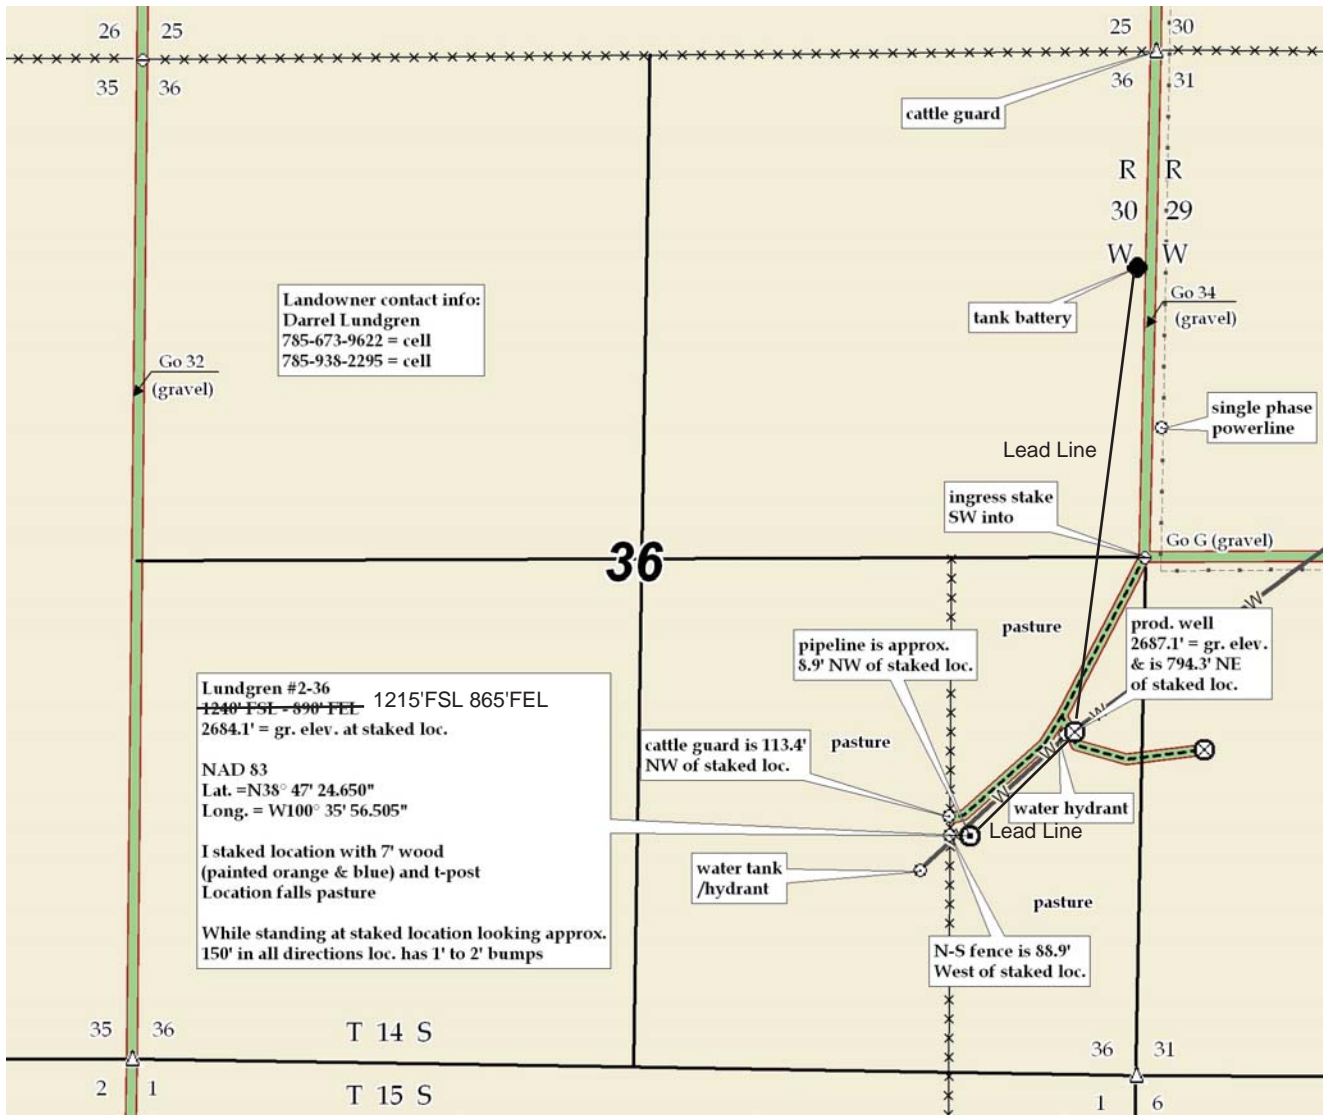 26 25
25 30
35 36
36 31
cattle guard
R R
30 29
W W
Landowner contact info:
Darrel Lundgren
785-673-9622 = cell
785-938-2295 = cell
tank battery
Go 34
(gravel)
Go 32
(gravel)
single phase
powerline
Lead Line
ingress stake
SW into
Go G (gravel)
36
W
pasture
prod. well
2687.1' = gr. elev.
& is 794.3' NE
of staked loc.
pipeline is approx.
8.9' NW of staked loc.
Lundgren #2-36
1240' FSL - 890' FEL 1215'FSL 865'FEL
2684.1' = gr. elev. at staked loc.
NAD 83
Lat. =N38° 47' 24.650"
Long. = W100° 35' 56.505"
I staked location with 7' wood
(painted orange & blue) and t-post
Location falls pasture
While standing at staked location looking approx.
150' in all directions loc. has 1' to 2' bumps
W
pasture
cattle guard is 113.4'
NW of staked loc.
W
W
water hydrant
Lead Line
water tank
/hydrant
pasture
N-S fence is 88.9'
West of staked loc.
35 36
T 14 S
36 31
2 1
T 15 S
1 6